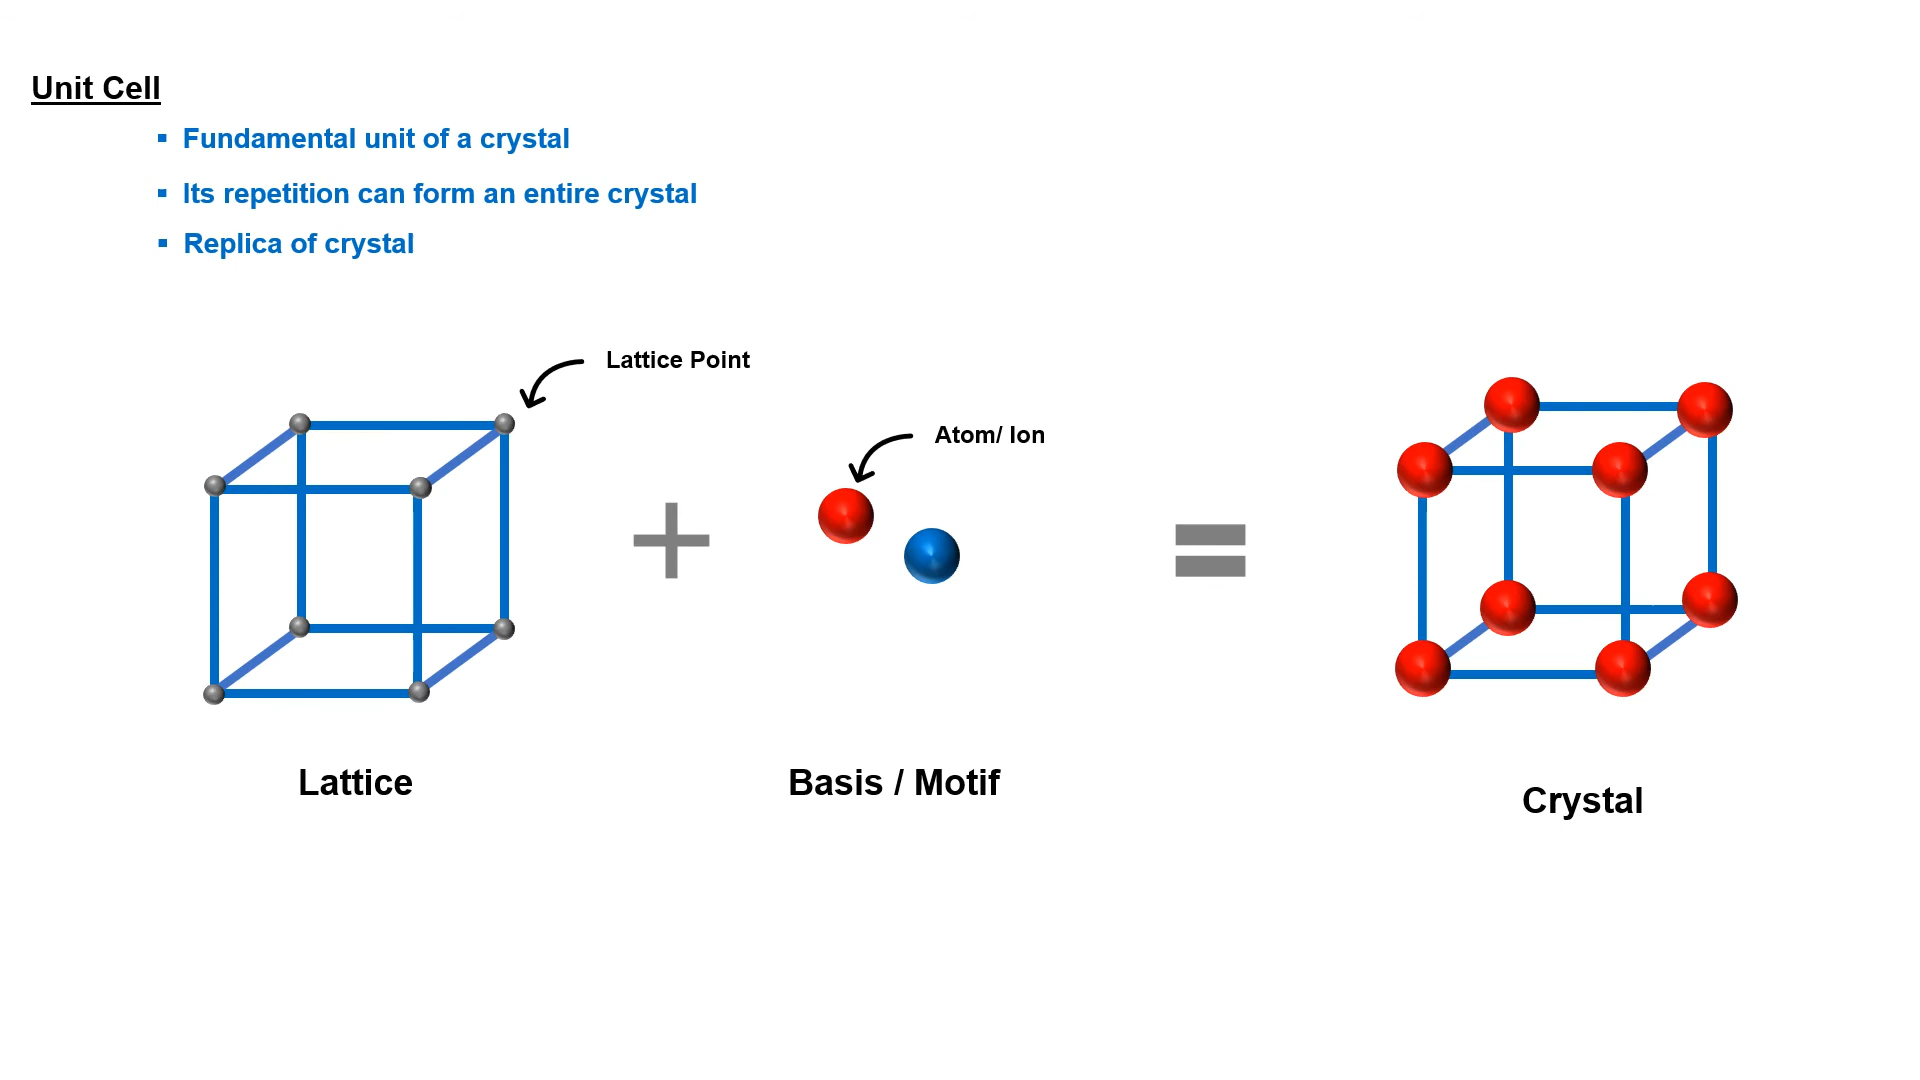 Unit Cell
▪ Fundamental unit of a crystal
▪ Its repetition can form an entire crystal
▪ Replica of crystal
Lattice Point
Atom/ Ion
Lattice
Basis / Motif
Crystal